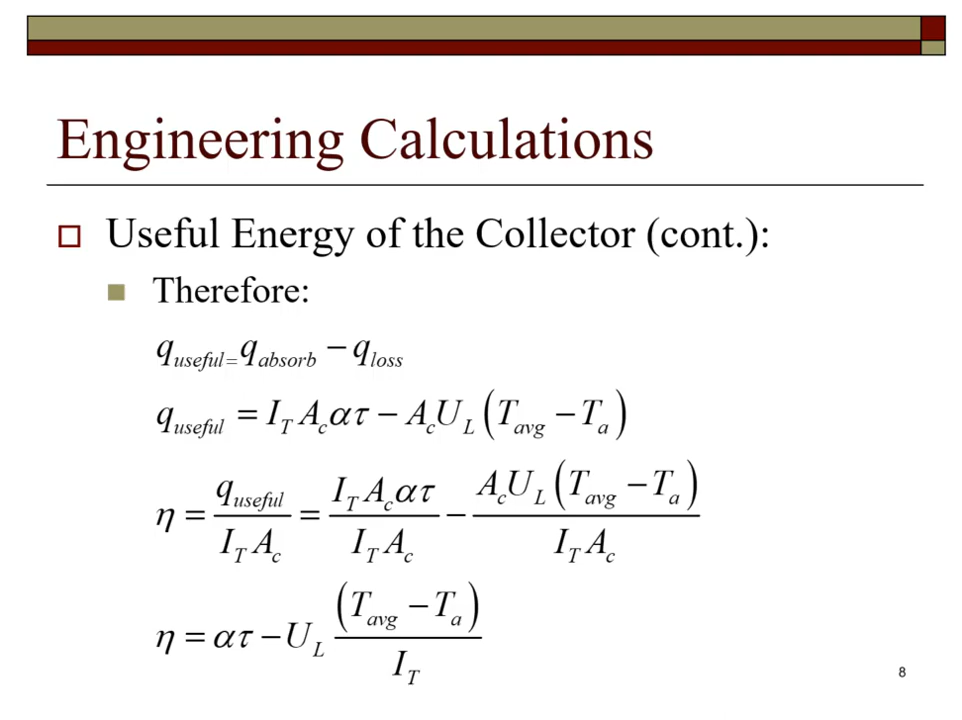 Engineering Calculations
Useful Energy of the Collector (cont.):
Therefore:
q_useful= q_absorb − q_loss
q_useful = I_T A_c ατ − A_c U_L (T_avg − T_a)
η = q_useful / I_T A_c = I_T A_c ατ / I_T A_c − A_c U_L (T_avg − T_a) / I_T A_c
η = ατ − U_L (T_avg − T_a) / I_T
8